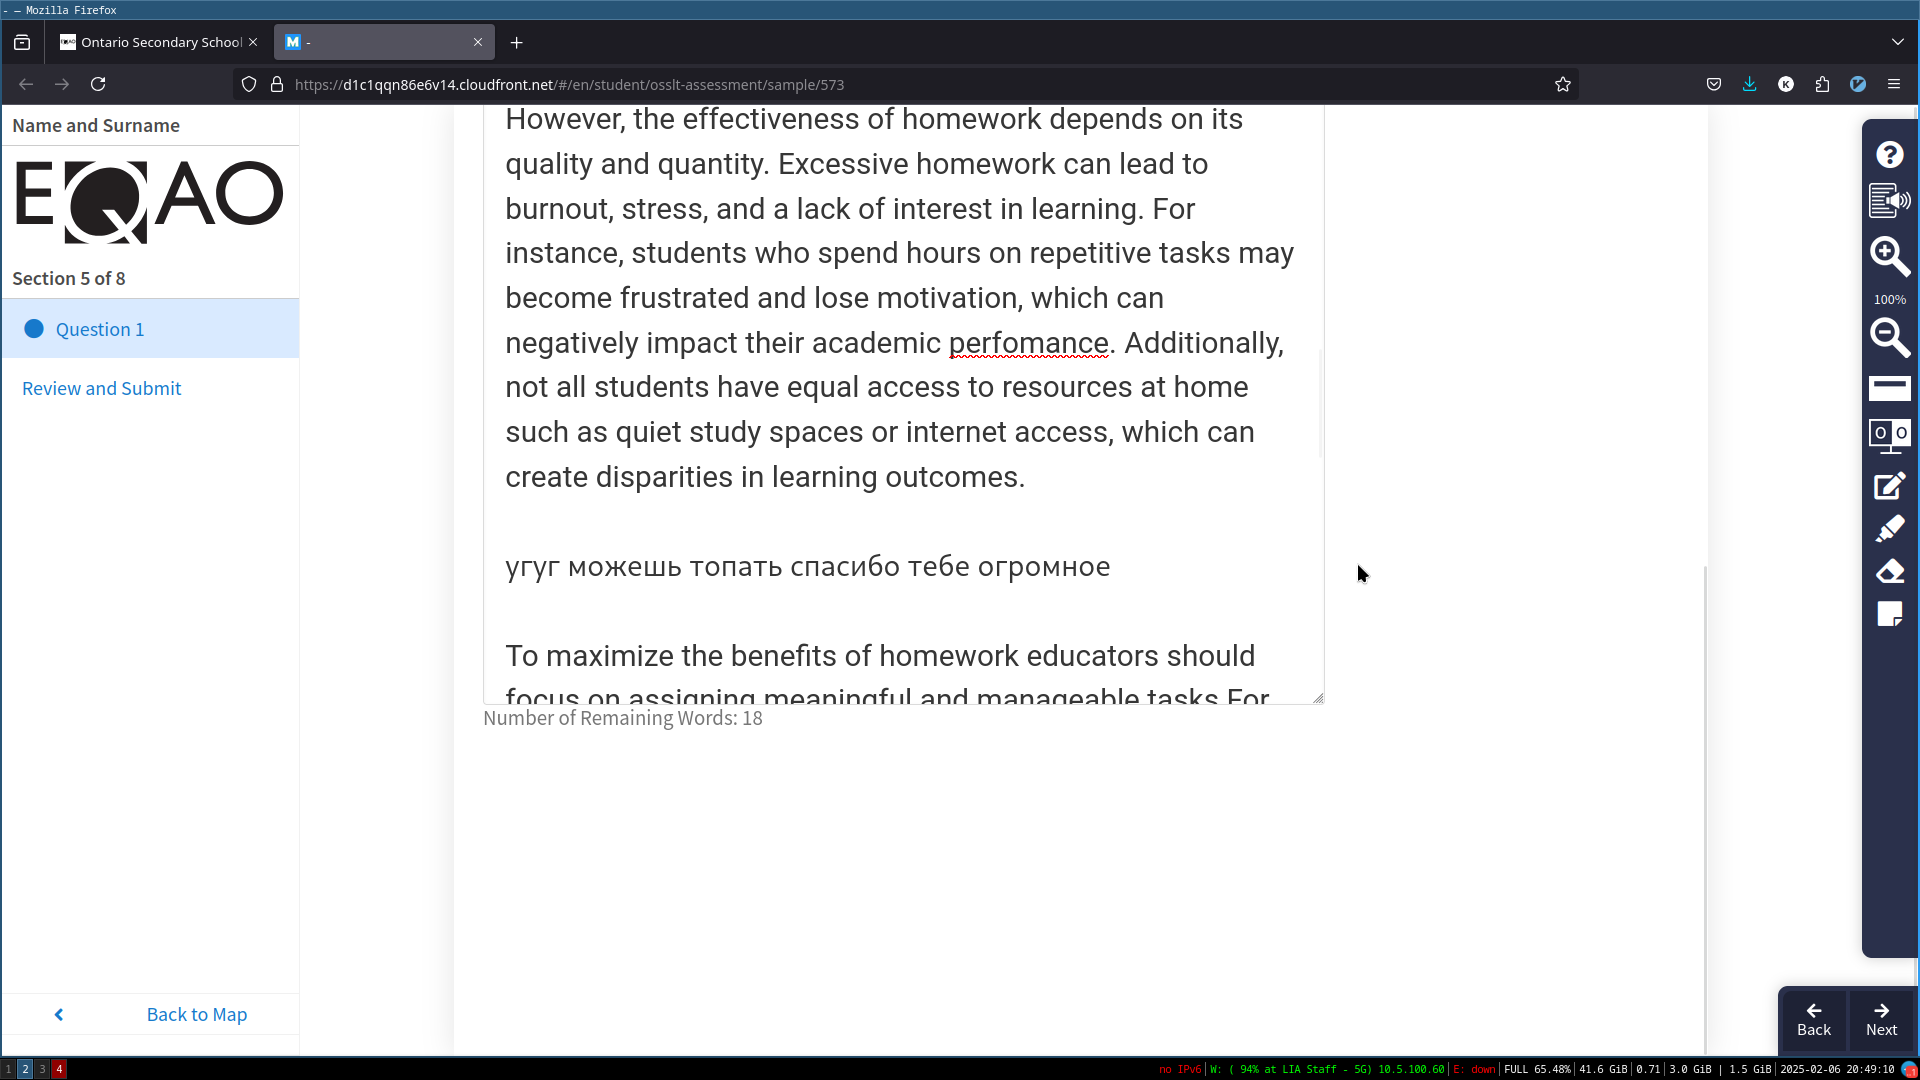 - — Mozilla Firefox
Ontario Secondary School
M -
https://d1c1qqn86e6v14.cloudfront.net/#/en/student/osslt-assessment/sample/573
K
Name and Surname
EQAO
Section 5 of 8
Question 1
Review and Submit
Back to Map
However, the effectiveness of homework depends on its
quality and quantity. Excessive homework can lead to
burnout, stress, and a lack of interest in learning. For
instance, students who spend hours on repetitive tasks may
become frustrated and lose motivation, which can
negatively impact their academic perfomance. Additionally,
not all students have equal access to resources at home
such as quiet study spaces or internet access, which can
create disparities in learning outcomes.
угуг можешь топать спасибо тебе огромное
To maximize the benefits of homework educators should
focus on assigning meaningful and manageable tasks For
Number of Remaining Words: 18
100%
Back
Next
1 2 3 4
no IPv6 | W: ( 94% at LIA Staff - 5G) 10.5.100.60 | E: down | FULL 65.48% | 41.6 GiB | 0.71 | 3.0 GiB | 1.5 GiB | 2025-02-06 20:49:10